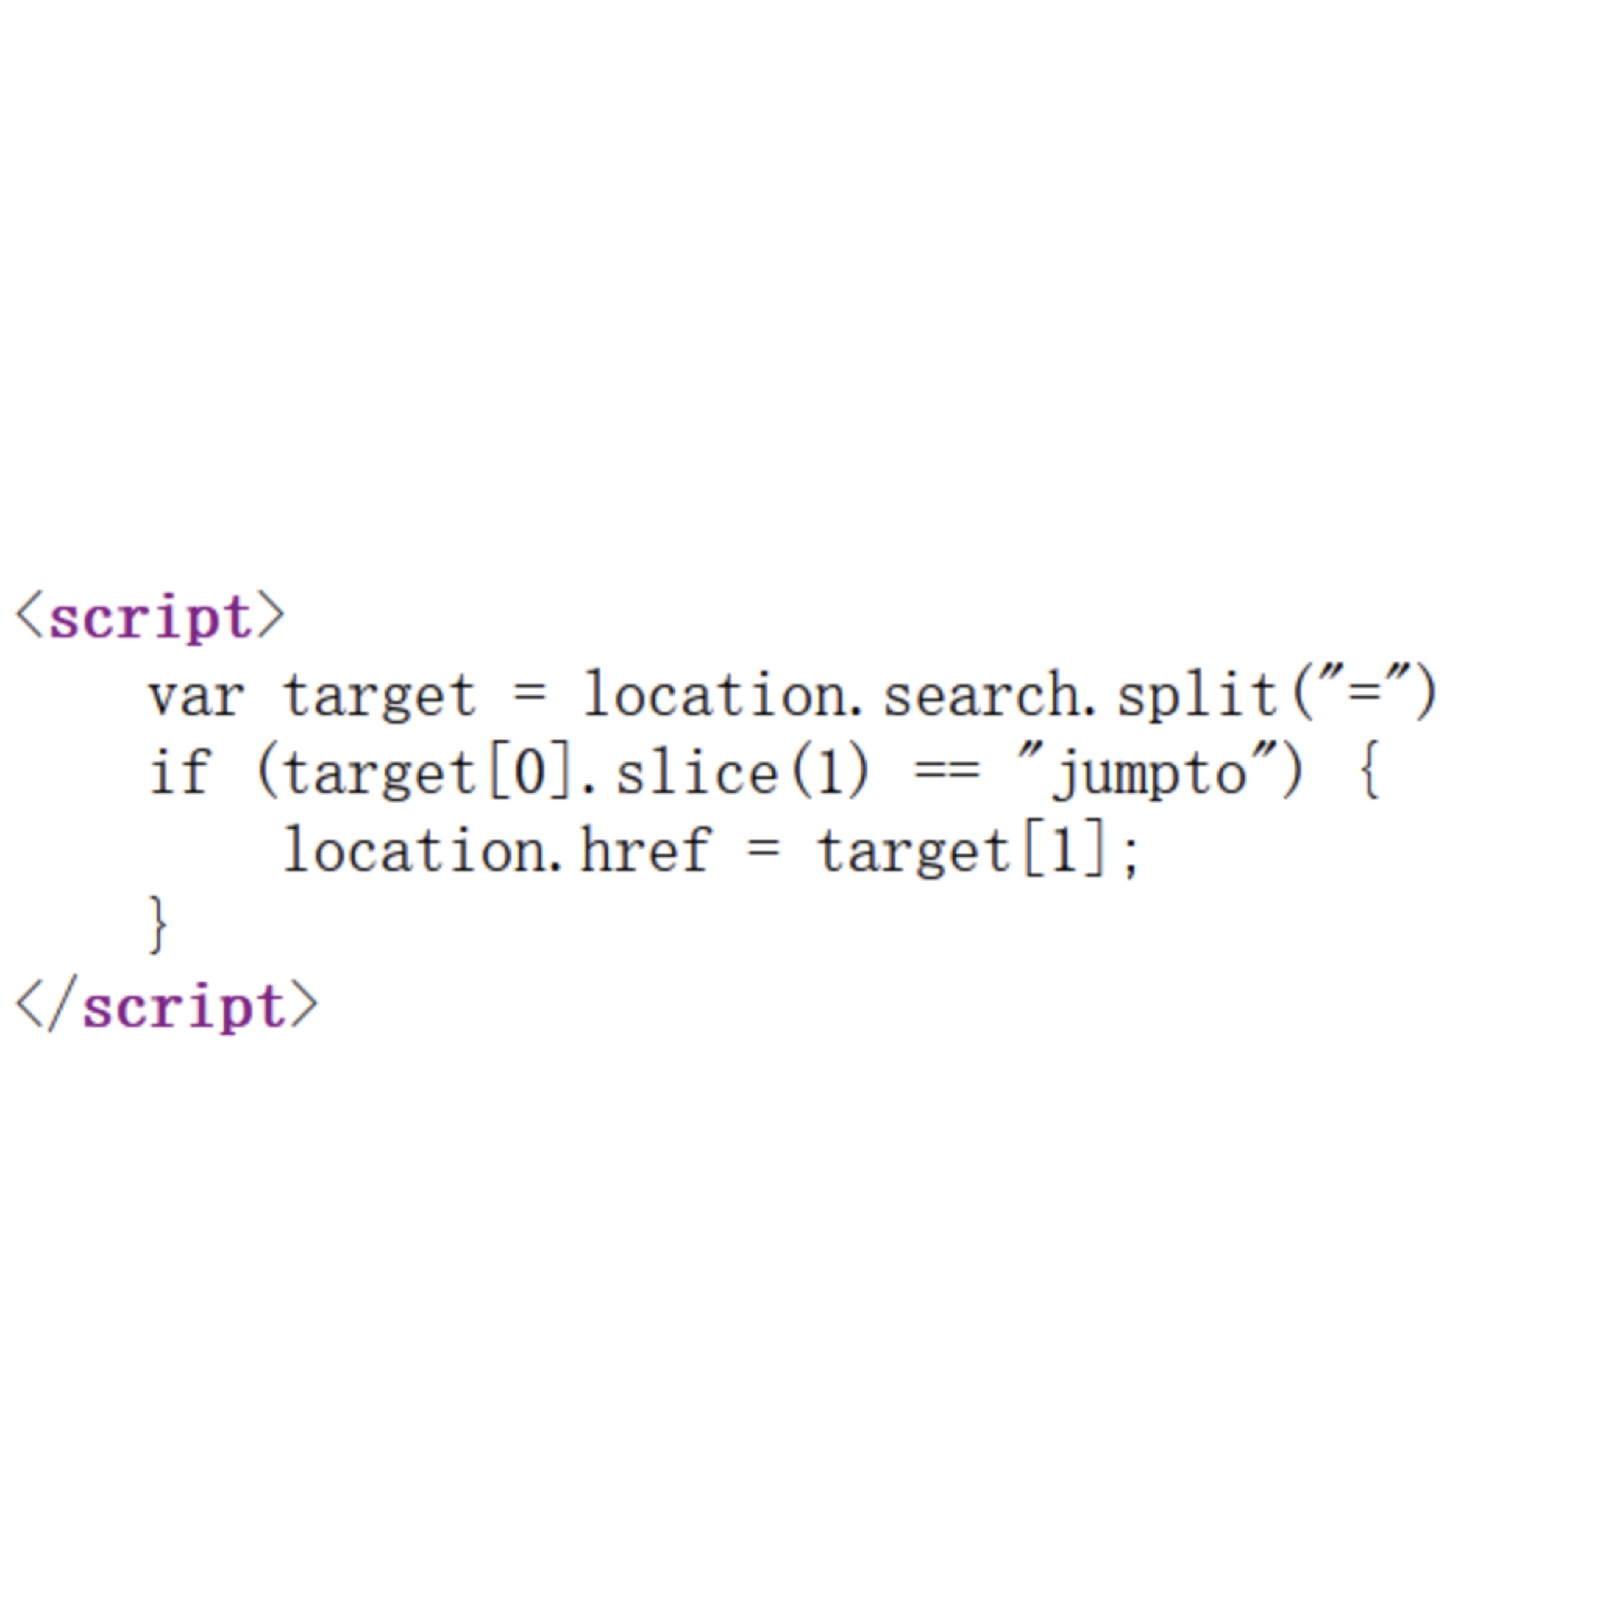 <script>
    var target = location.search.split("=")
    if (target[0].slice(1) == "jumpto") {
        location.href = target[1];
    }
</script>